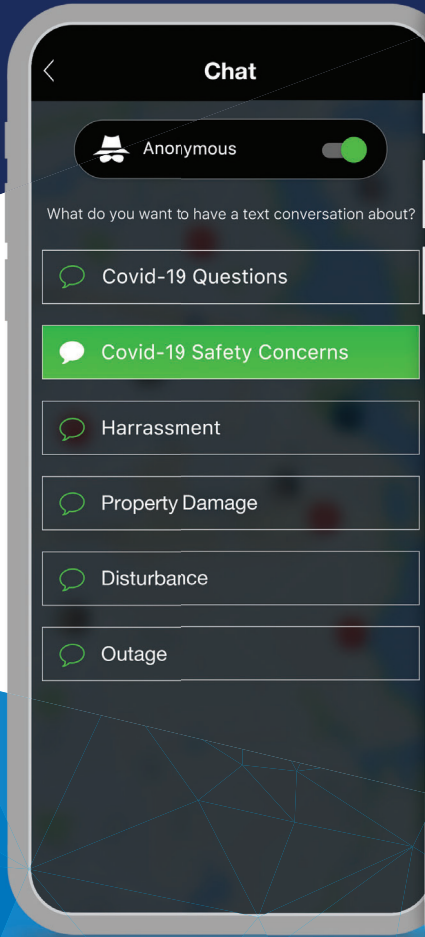 Chat
Anonymous
What do you want to have a text conversation about?
Covid-19 Questions
Covid-19 Safety Concerns
Harrassment
Property Damage
Disturbance
Outage